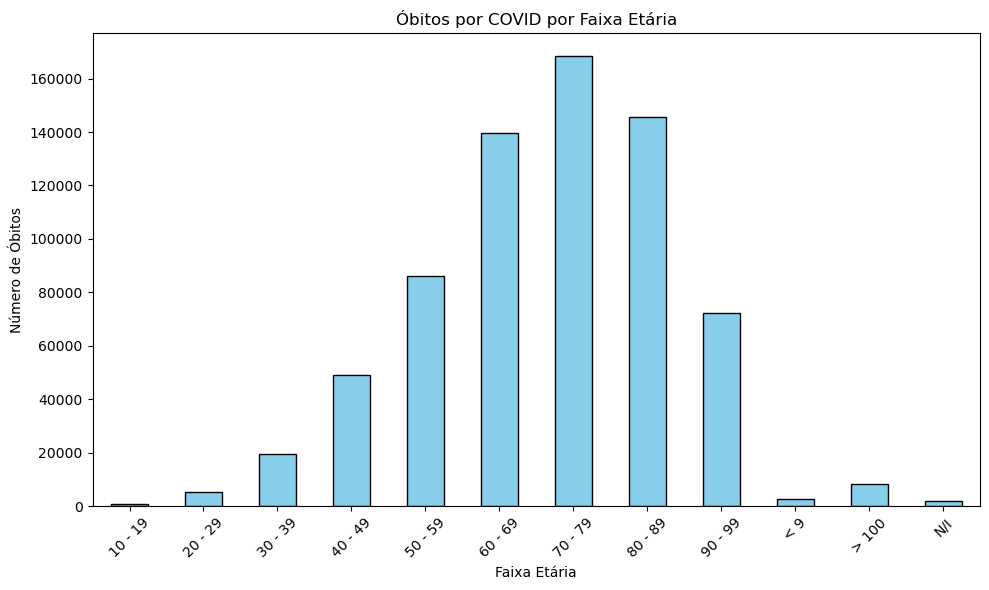 Óbitos por COVID por Faixa Etária
Número de Óbitos
160000
140000
120000
100000
80000
60000
40000
20000
0
10 - 19
20 - 29
30 - 39
40 - 49
50 - 59
60 - 69
70 - 79
80 - 89
90 - 99
< 9
> 100
N/I
Faixa Etária